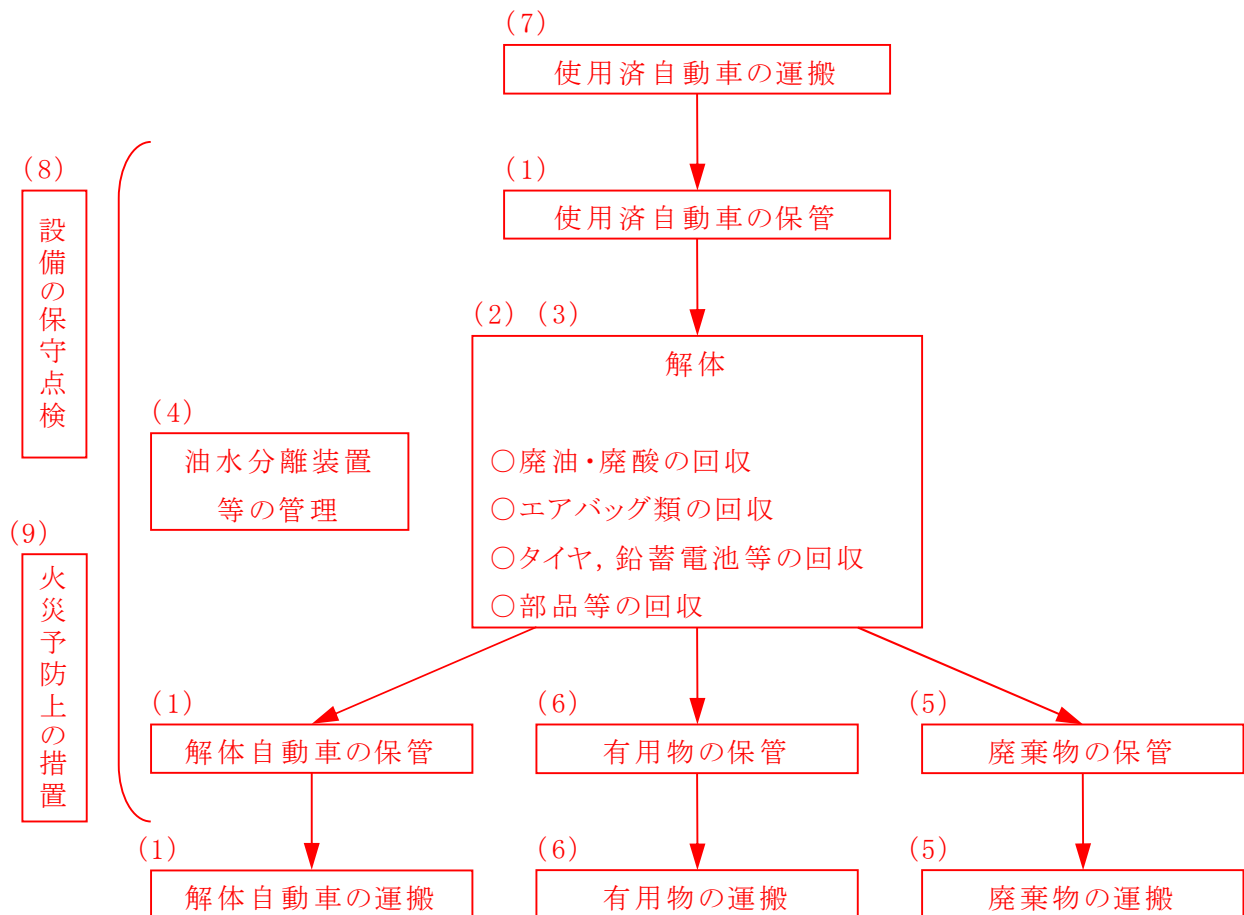 (7)
使用済自動車の運搬
(1)
使用済自動車の保管
(8)
設備の保守点検
(2) (3)
解体
○廃油・廃酸の回収
○エアバッグ類の回収
○タイヤ,鉛蓄電池等の回収
○部品等の回収
(4)
油水分離装置
等の管理
(9)
火災予防上の措置
(1)
解体自動車の保管
(6)
有用物の保管
(5)
廃棄物の保管
(1)
解体自動車の運搬
(6)
有用物の運搬
(5)
廃棄物の運搬